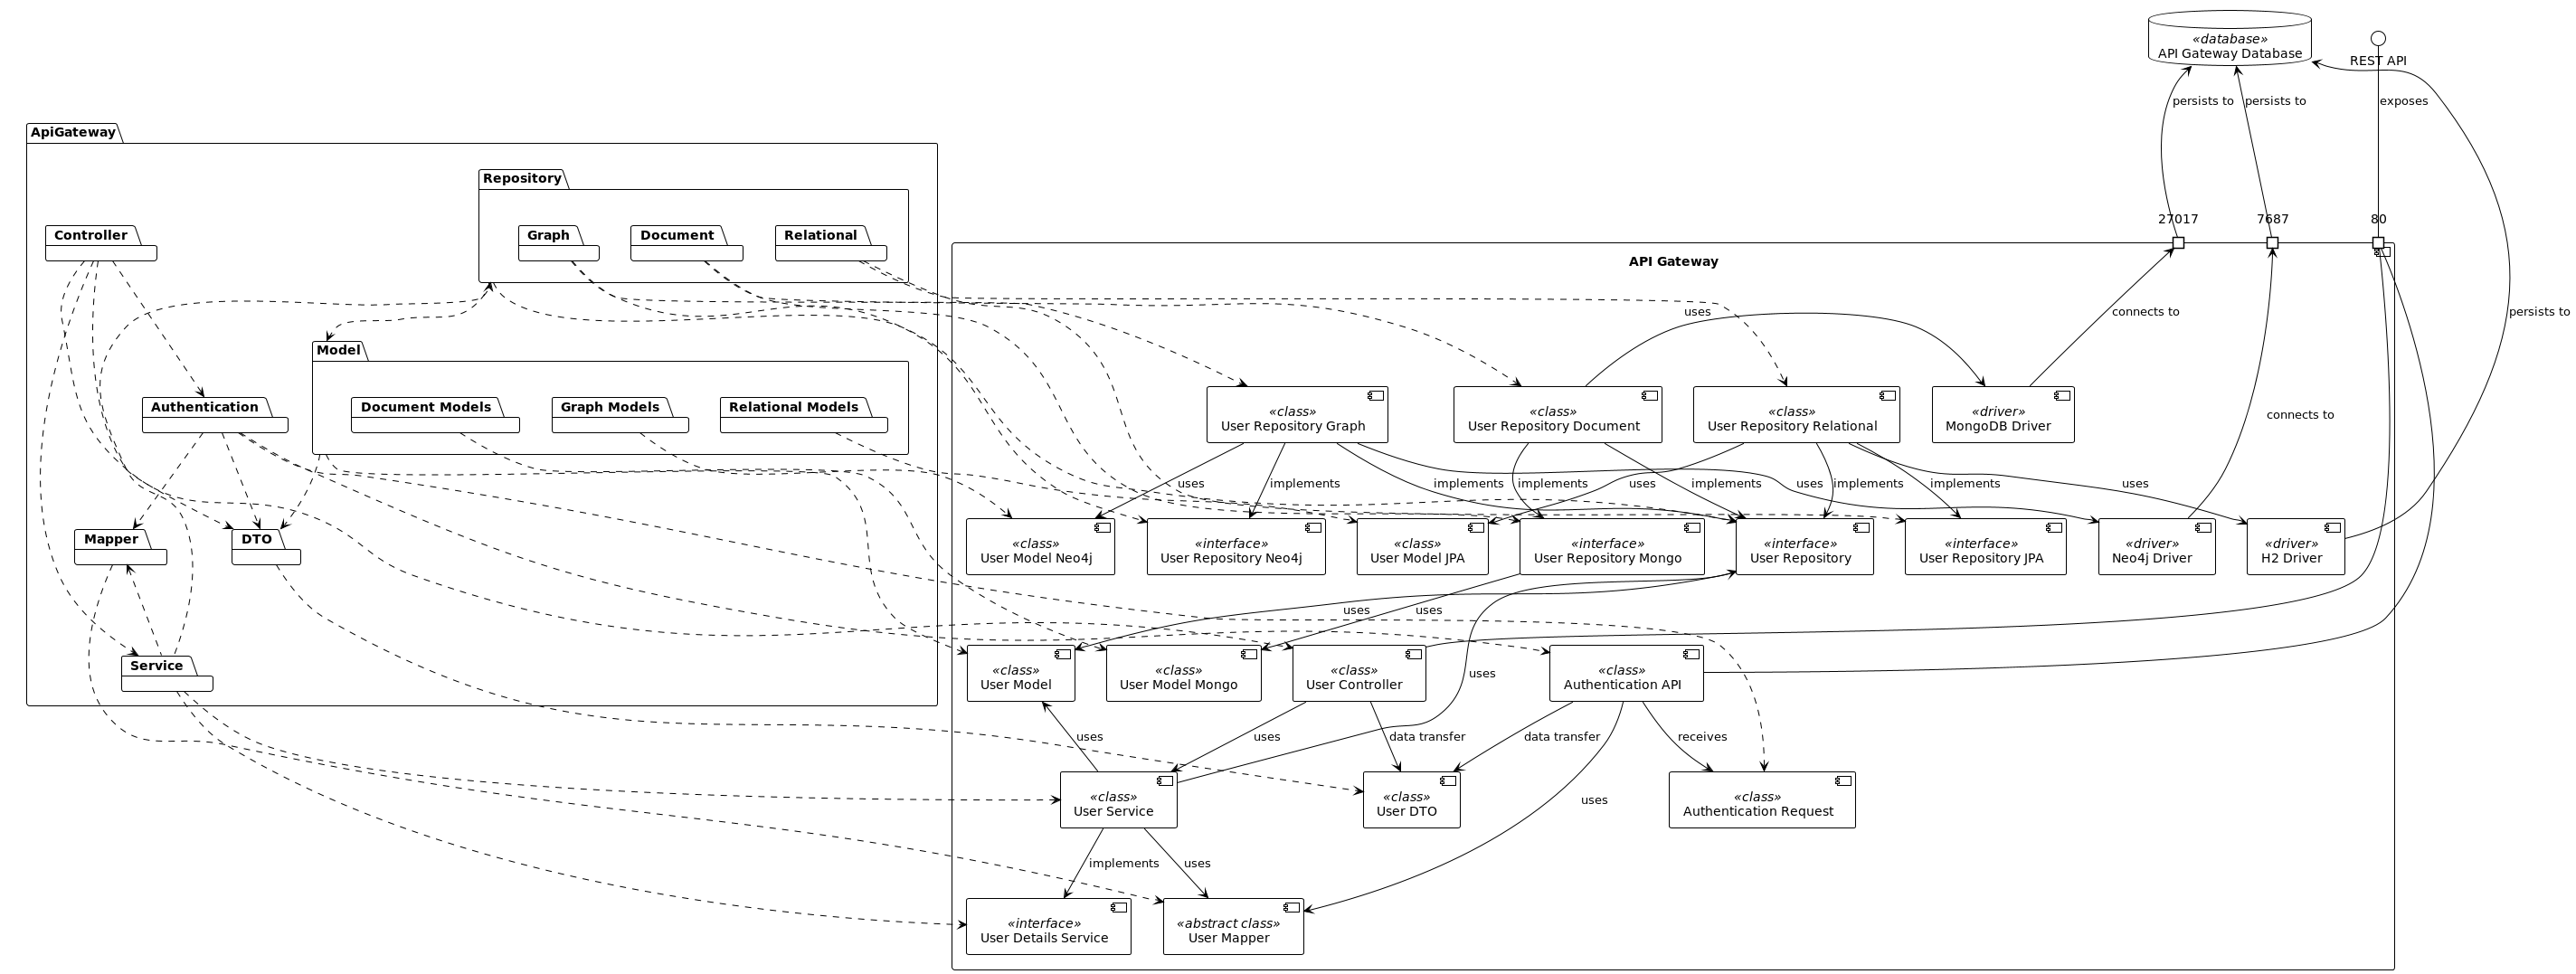 «database»
API Gateway Database
REST API
persists to
persists to
exposes
ApiGateway
Repository
Controller
Graph
Document
Relational
27017
7687
80
API Gateway
uses
connects to
persists to
Model
Authentication
Document Models
Graph Models
Relational Models
«class»
User Repository Graph
«class»
User Repository Document
«class»
User Repository Relational
«driver»
MongoDB Driver
connects to
uses
implements
implements
implements
uses
implements
uses
implements
implements
uses
Mapper
DTO
«class»
User Model Neo4j
«interface»
User Repository Neo4j
«class»
User Model JPA
«interface»
User Repository Mongo
«interface»
User Repository
«interface»
User Repository JPA
«driver»
Neo4j Driver
«driver»
H2 Driver
uses
uses
Service
«class»
User Model
«class»
User Model Mongo
«class»
User Controller
uses
«class»
Authentication API
uses
uses
data transfer
data transfer
receives
«class»
User Service
«class»
User DTO
uses
«class»
Authentication Request
implements
uses
«interface»
User Details Service
«abstract class»
User Mapper